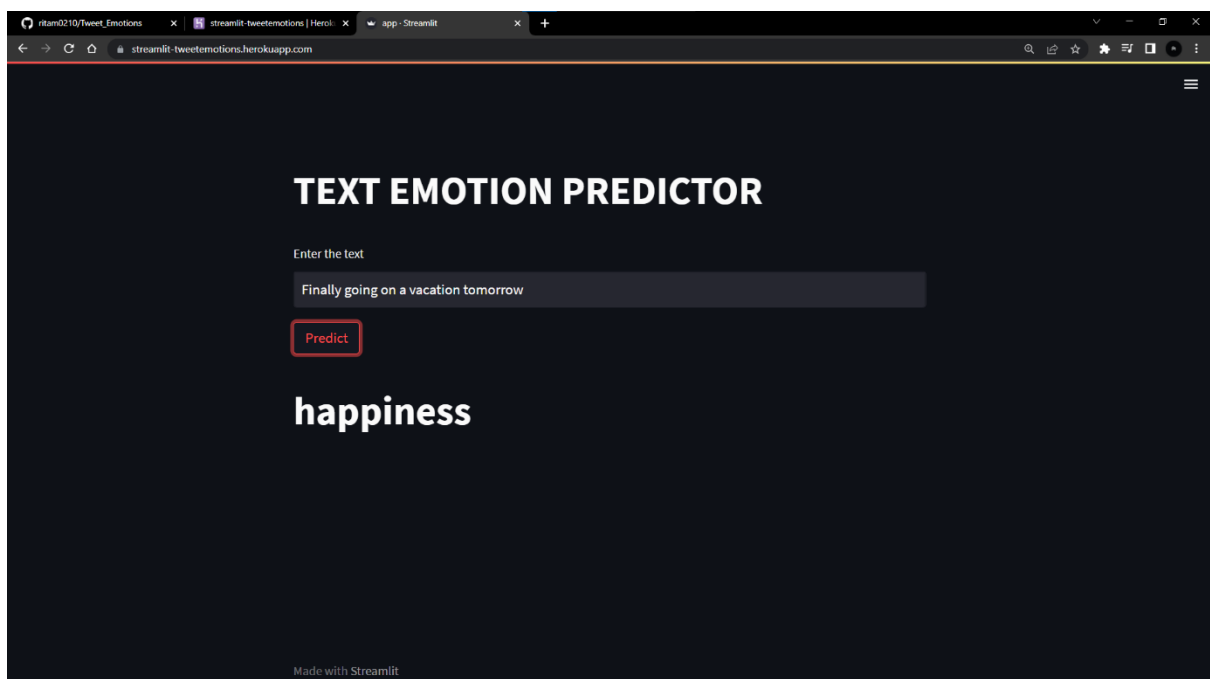 ritam0210/Tweet_Emotions
streamlit-tweetemotions | Herok
app · Streamlit
streamlit-tweetemotions.herokuapp.com
TEXT EMOTION PREDICTOR
Enter the text
Finally going on a vacation tomorrow
Predict
happiness
Made with Streamlit